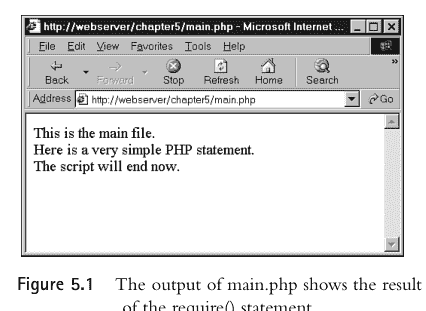 http://webserver/chapter5/main.php - Microsoft Internet ...
File Edit View Favorites Tools Help
Back Forward Stop Refresh Home Search »
Address http://webserver/chapter5/main.php Go
This is the main file.
Here is a very simple PHP statement.
The script will end now.
Figure 5.1 The output of main.php shows the result
of the require() statement